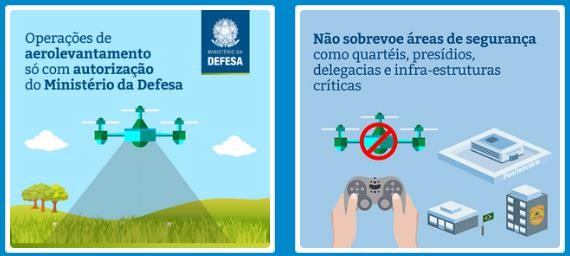 Operações de
aerolevantamento
só com autorização
do Ministério da Defesa
MINISTÉRIO DA
DEFESA
Não sobrevoe áreas de segurança
como quartéis, presídios,
delegacias e infra-estruturas
críticas
Penitenciária